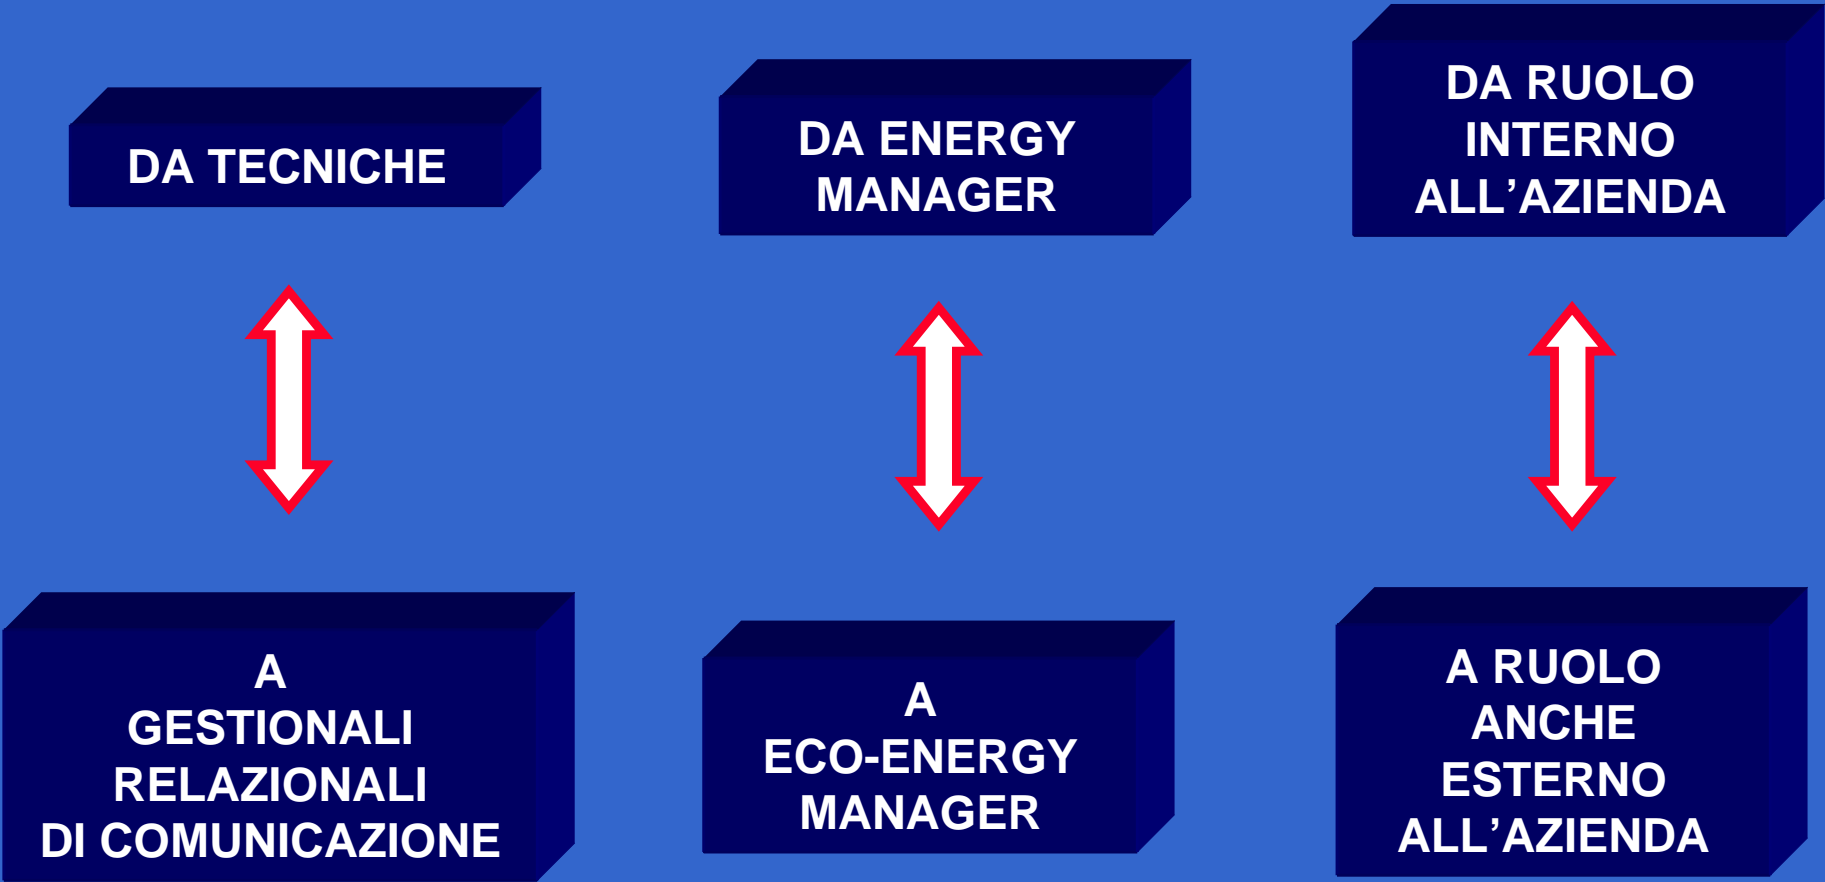 DA TECNICHE
DA ENERGY
MANAGER
DA RUOLO
INTERNO
ALL’AZIENDA
A
GESTIONALI
RELAZIONALI
DI COMUNICAZIONE
A
ECO-ENERGY
MANAGER
A RUOLO
ANCHE
ESTERNO
ALL’AZIENDA